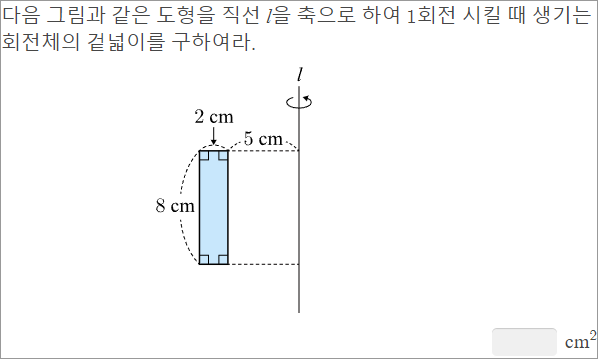 다음 그림과 같은 도형을 직선 l을 축으로 하여 1회전 시킬 때 생기는
회전체의 겉넓이를 구하여라.
l
2 cm
5 cm
8 cm
cm²